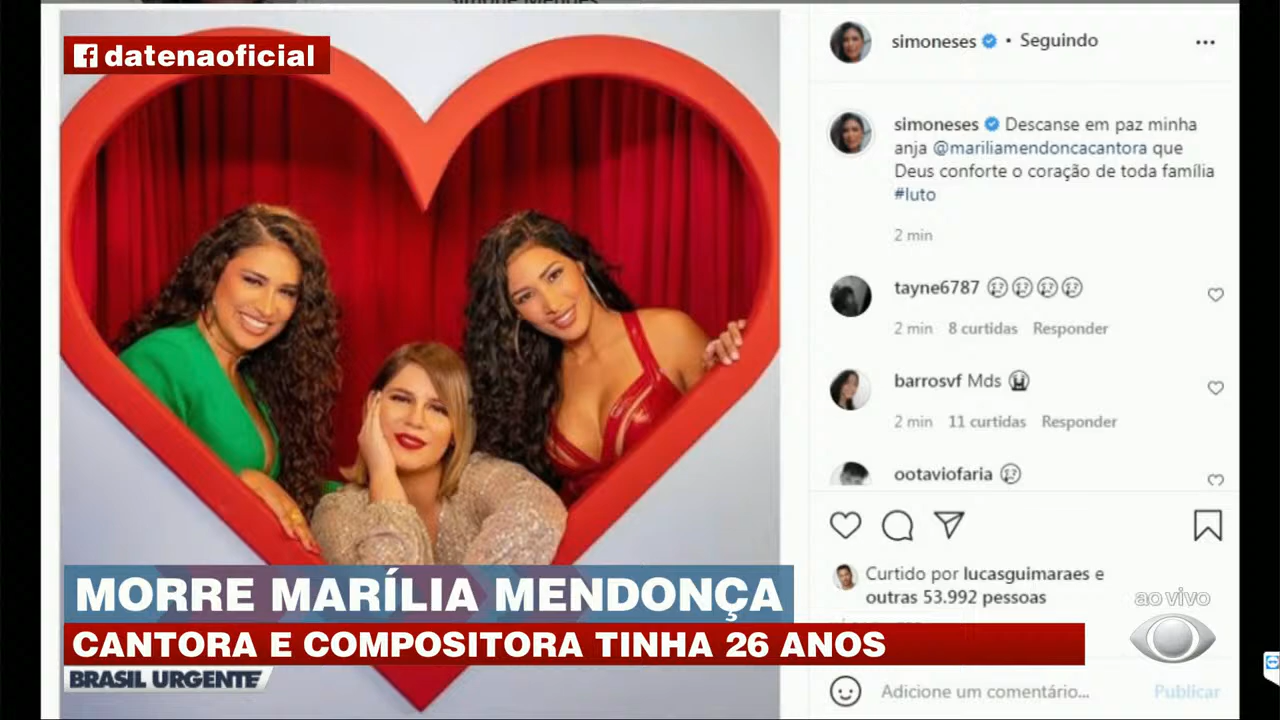 Simone Mendes
datenaoficial
simoneses • Seguindo
simoneses Descanse em paz minha
anja @mariliamendoncacantora que
Deus conforte o coração de toda família
#luto
2 min
tayne6787
2 min 8 curtidas Responder
barrosvf Mds
2 min 11 curtidas Responder
ootaviofaria
Curtido por lucasguimaraes e
outras 53.992 pessoas
ao vivo
MORRE MARÍLIA MENDONÇA
CANTORA E COMPOSITORA TINHA 26 ANOS
BRASIL URGENTE
Adicione um comentário... Publicar